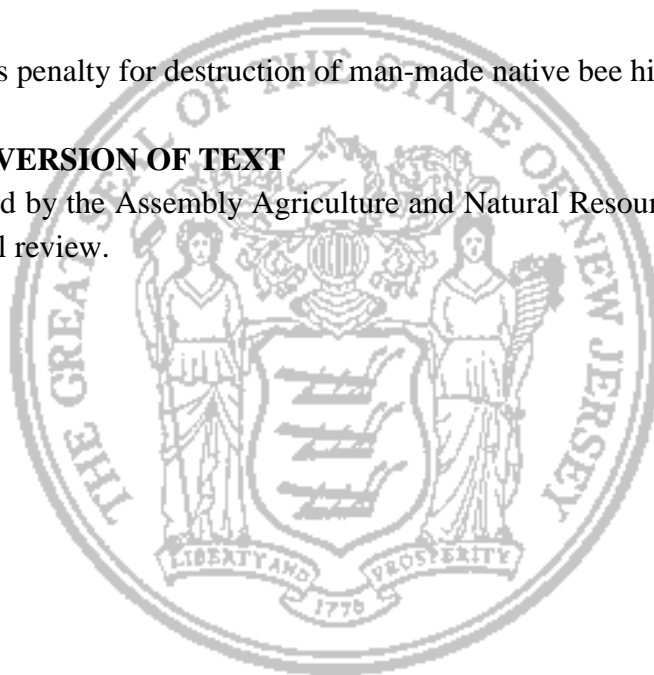 s penalty for destruction of man-made native bee hi
VERSION OF TEXT
d by the Assembly Agriculture and Natural Resour
l review.
THE GREAT SEAL OF THE STATE OF NEW JERSEY
LIBERTY AND PROSPERITY
1776